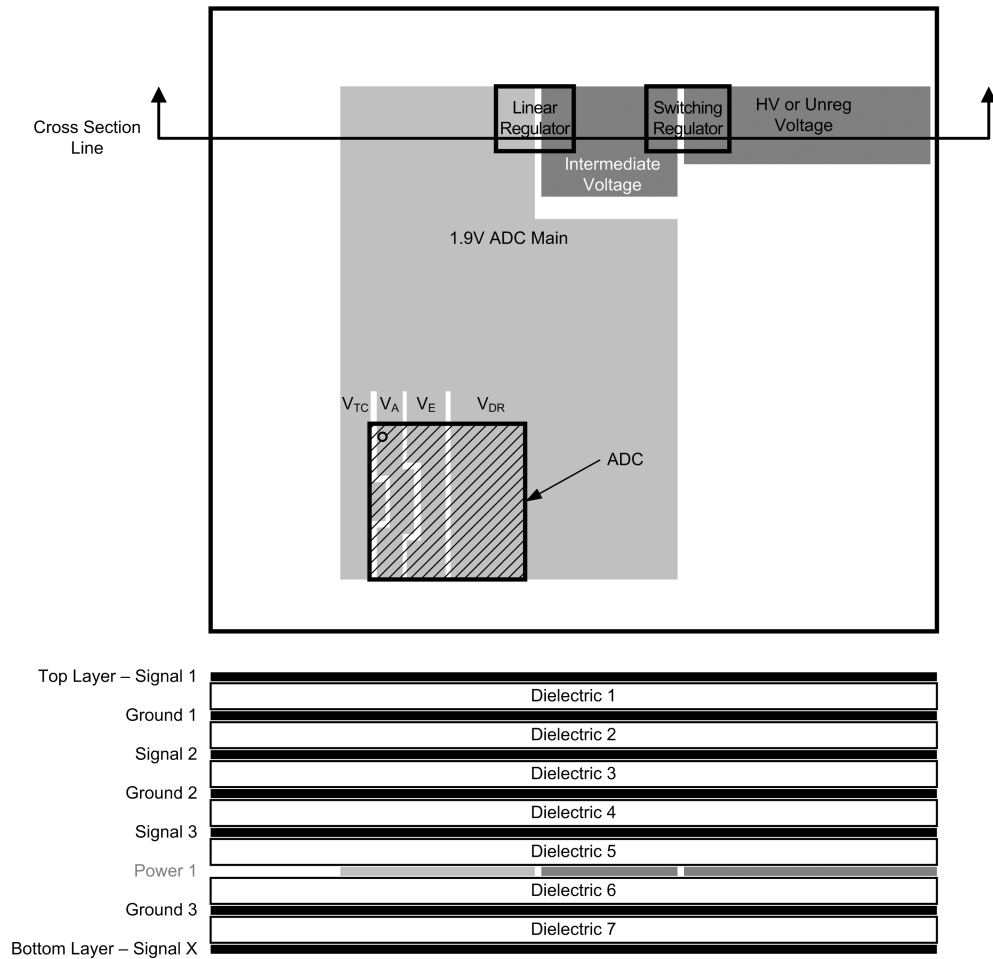 Linear
Regulator
Switching
Regulator
HV or Unreg
Voltage
Cross Section
Line
Intermediate
Voltage
1.9V ADC Main
VTC
VA
VE
VDR
ADC
Top Layer – Signal 1
Dielectric 1
Ground 1
Dielectric 2
Signal 2
Dielectric 3
Ground 2
Dielectric 4
Signal 3
Dielectric 5
Power 1
Dielectric 6
Ground 3
Dielectric 7
Bottom Layer – Signal X